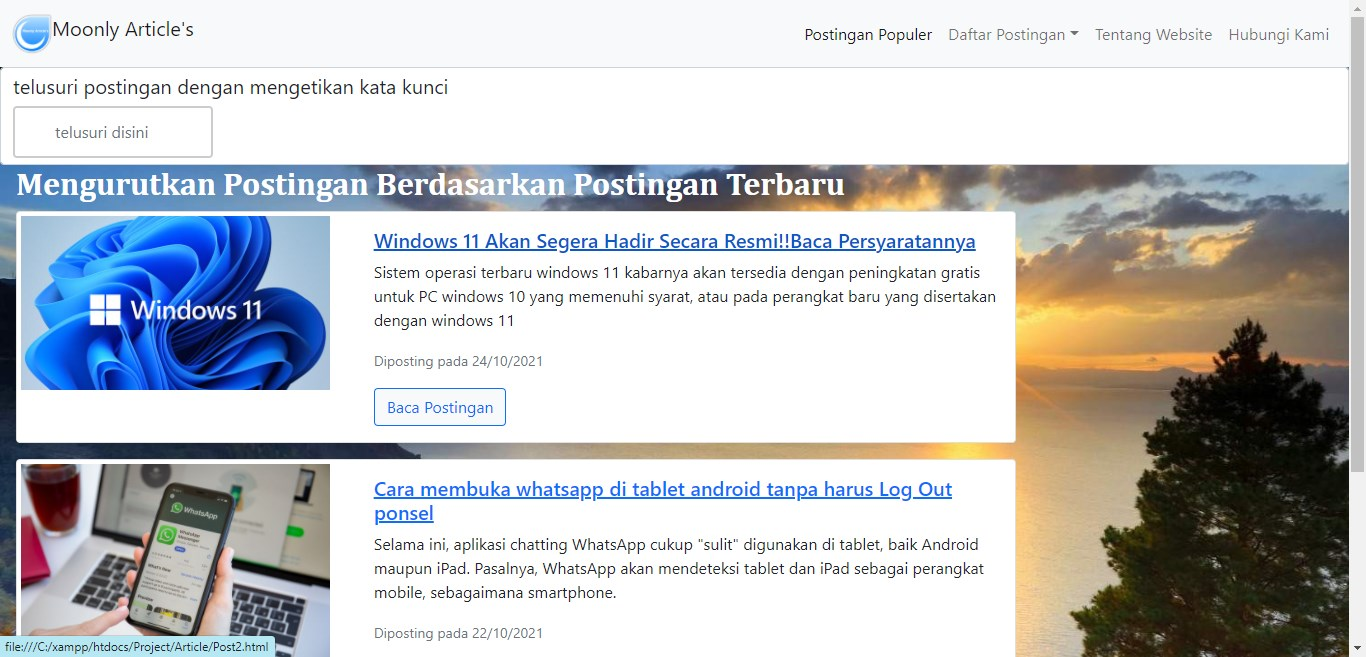 Moonly Article's
Postingan Populer Daftar Postingan Tentang Website Hubungi Kami
telusuri postingan dengan mengetikan kata kunci
telusuri disini
Mengurutkan Postingan Berdasarkan Postingan Terbaru
Windows 11
Windows 11 Akan Segera Hadir Secara Resmi!!Baca Persyaratannya
Sistem operasi terbaru windows 11 kabarnya akan tersedia dengan peningkatan gratis
untuk PC windows 10 yang memenuhi syarat, atau pada perangkat baru yang disertakan
dengan windows 11
Diposting pada 24/10/2021
Baca Postingan
WhatsApp
Cara membuka whatsapp di tablet android tanpa harus Log Out
ponsel
Selama ini, aplikasi chatting WhatsApp cukup "sulit" digunakan di tablet, baik Android
maupun iPad. Pasalnya, WhatsApp akan mendeteksi tablet dan iPad sebagai perangkat
mobile, sebagaimana smartphone.
Diposting pada 22/10/2021
file:///C:/xampp/htdocs/Project/Article/Post2.html